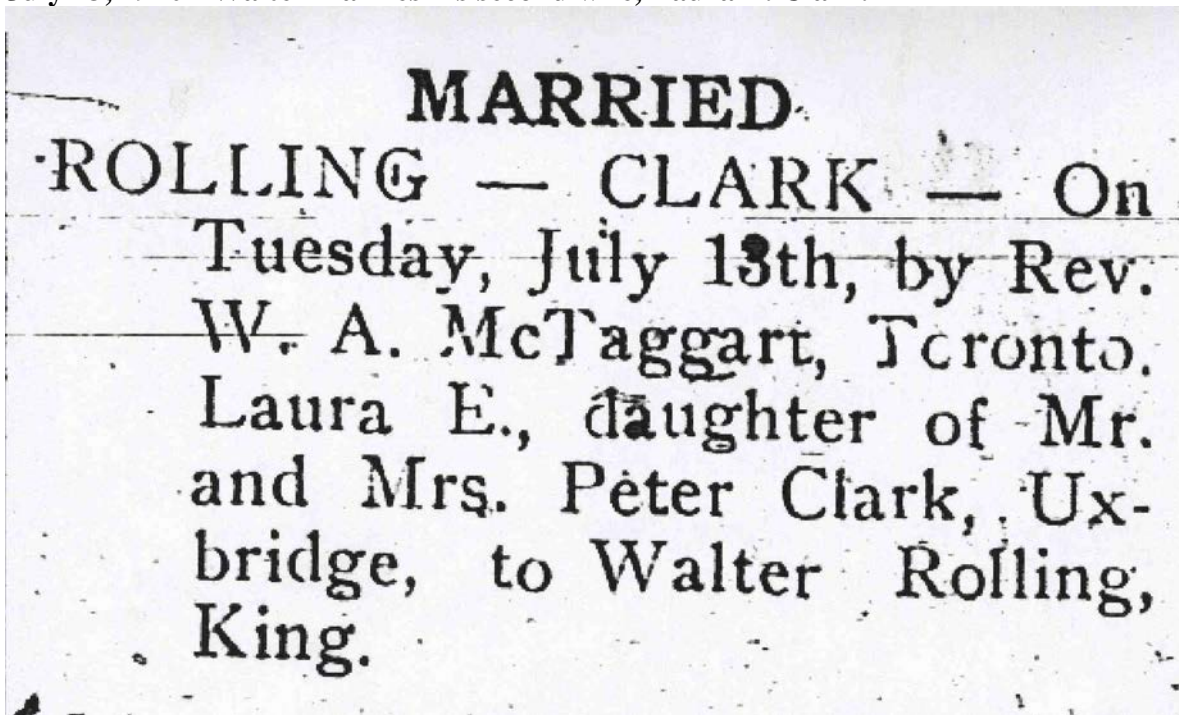 MARRIED
ROLLING — CLARK — On
Tuesday, July 13th, by Rev.
W. A. McTaggart, Toronto.
Laura E., daughter of Mr.
and Mrs. Peter Clark, Ux-
bridge, to Walter Rolling,
King.